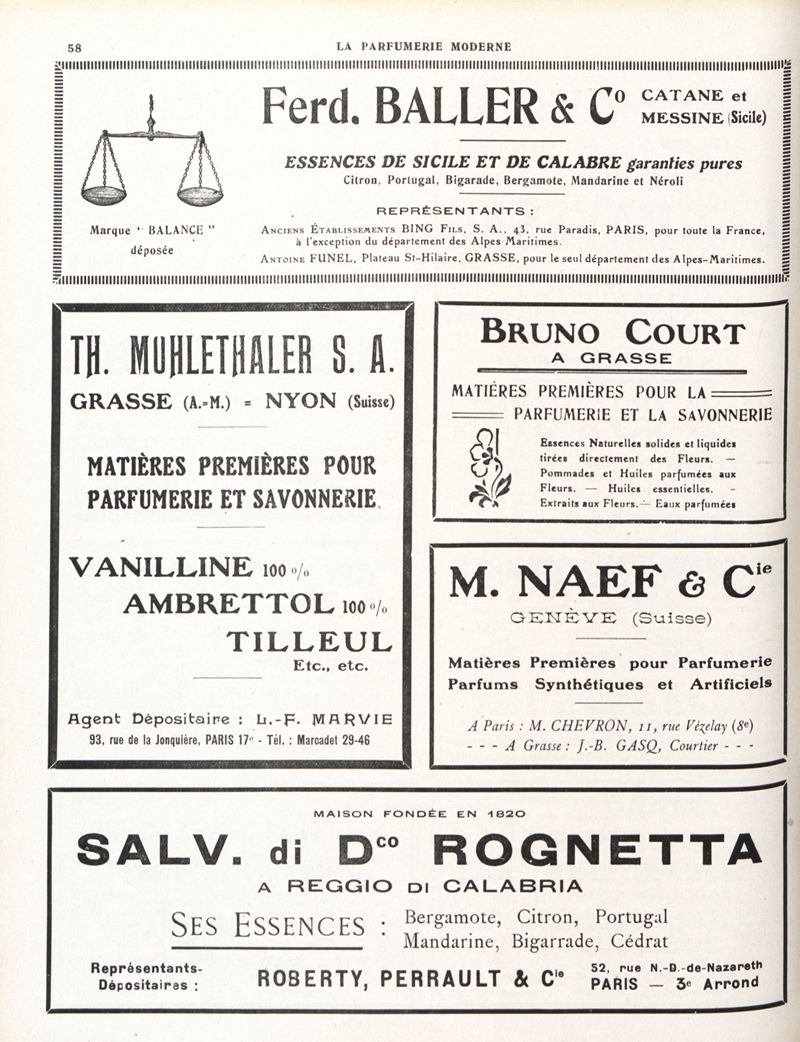 58
LA PARFUMERIE MODERNE
Ferd. BALLER & Cº
CATANE et
MESSINE (Sicile)
ESSENCES DE SICILE ET DE CALABRE garanties pures
Citron, Portugal, Bigarade, Bergamote, Mandarine et Néroli
Marque " BALANCE "
déposée
REPRÉSENTANTS :
ANCIENS ÉTABLISSEMENTS BING FILS, S. A., 43, rue Paradis, PARIS, pour toute la France,
à l'exception du département des Alpes Maritimes.
ANTOINE FUNEL, Plateau St-Hilaire, GRASSE, pour le seul département des Alpes-Maritimes.
TH. MUHLETHALER S. A.
GRASSE (A.-M.) = NYON (Suisse)
MATIÈRES PREMIÈRES POUR
PARFUMERIE ET SAVONNERIE
VANILLINE 100 %
AMBRETTOL 100 %
TILLEUL
Etc., etc.
Agent Dépositaire : L.-F. MARVIE
93, rue de la Jonquière, PARIS 17e - Tél. : Marcadet 29-46
BRUNO COURT
A GRASSE
MATIÈRES PREMIÈRES POUR LA
PARFUMERIE ET LA SAVONNERIE
Essences Naturelles solides et liquides
tirées directement des Fleurs. —
Pommades et Huiles parfumées aux
Fleurs. — Huiles essentielles. -
Extraits aux Fleurs. — Eaux parfumées
M. NAEF & Cie
GENÈVE (Suisse)
Matières Premières pour Parfumerie
Parfums Synthétiques et Artificiels
A Paris : M. CHEVRON, 11, rue Vézelay (8e)
- - - A Grasse : J.-B. GASQ, Courtier - - -
MAISON FONDÉE EN 1820
SALV. di Dco ROGNETTA
A REGGIO DI CALABRIA
SES ESSENCES :
Bergamote, Citron, Portugal
Mandarine, Bigarrade, Cédrat
Représentants-
Dépositaires :
ROBERTY, PERRAULT & Cie
52, rue N.-D.-de-Nazareth
PARIS — 3e Arrond